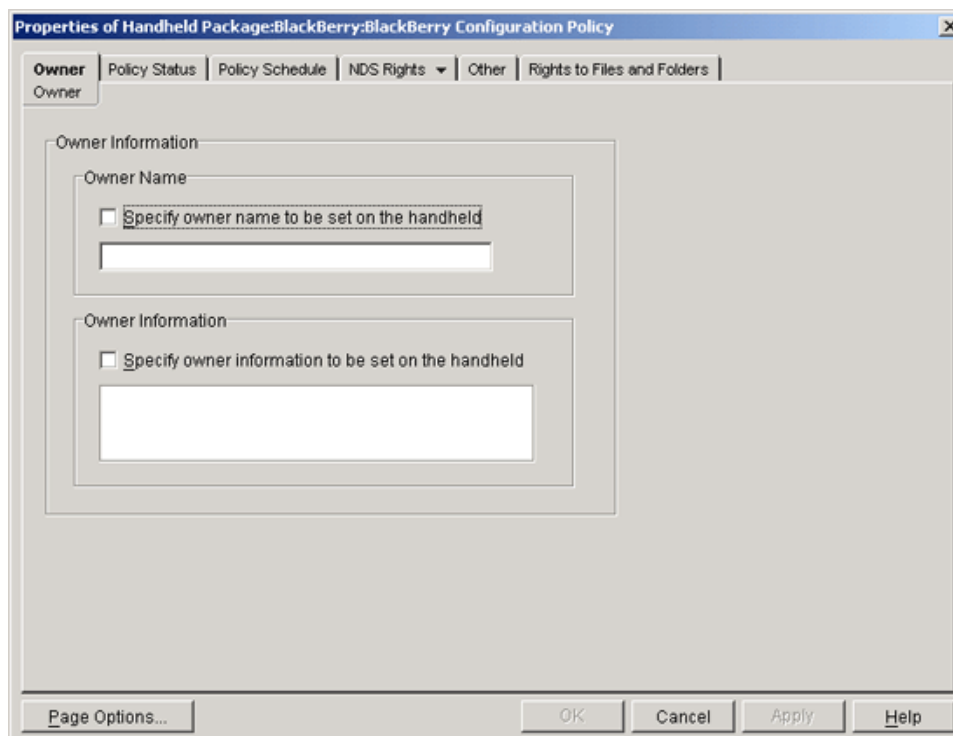 Properties of Handheld Package:BlackBerry:BlackBerry Configuration Policy
Owner Policy Status Policy Schedule NDS Rights Other Rights to Files and Folders
Owner
Owner Information
Owner Name
Specify owner name to be set on the handheld
Owner Information
Specify owner information to be set on the handheld
Page Options... OK Cancel Apply Help